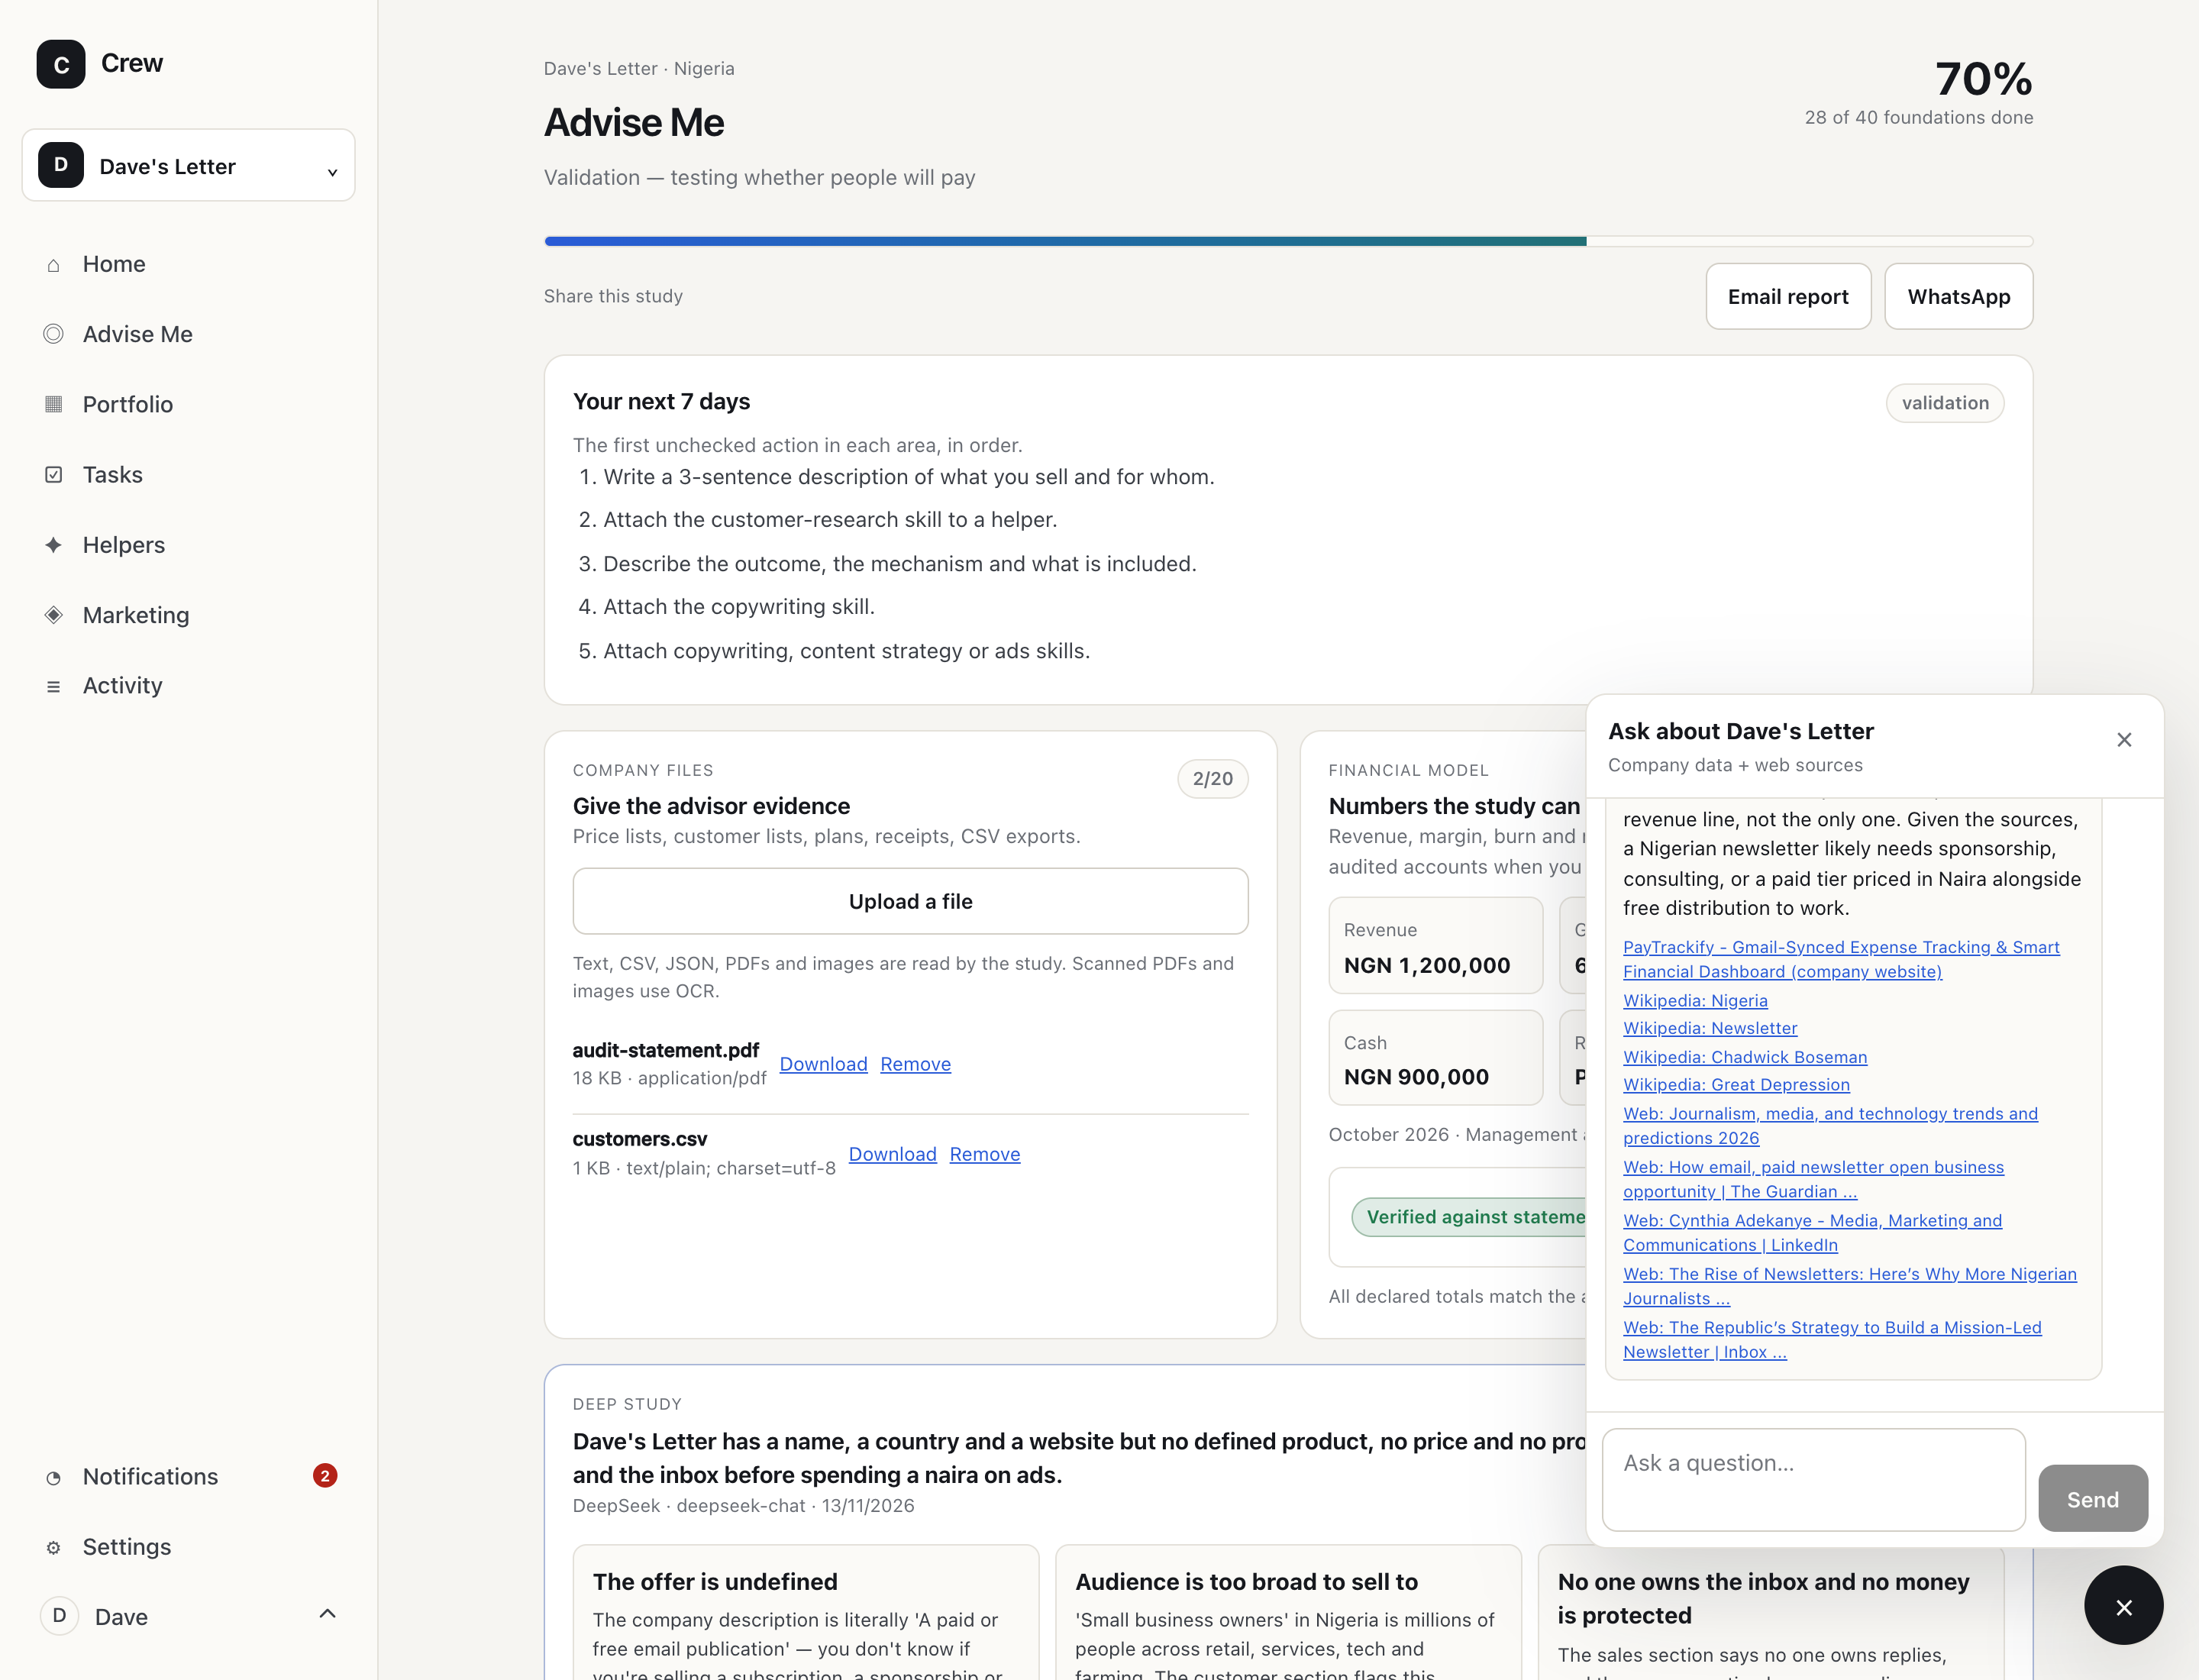 C
Crew
D
Dave's Letter
Home
Advise Me
Portfolio
Tasks
Helpers
Marketing
Activity
Notifications
2
Settings
D
Dave
Dave's Letter · Nigeria
Advise Me
Validation — testing whether people will pay
70%
28 of 40 foundations done
Share this study
Email report
WhatsApp
Your next 7 days
validation
The first unchecked action in each area, in order.
1. Write a 3-sentence description of what you sell and for whom.
2. Attach the customer-research skill to a helper.
3. Describe the outcome, the mechanism and what is included.
4. Attach the copywriting skill.
5. Attach copywriting, content strategy or ads skills.
COMPANY FILES
2/20
Give the advisor evidence
Price lists, customer lists, plans, receipts, CSV exports.
Upload a file
Text, CSV, JSON, PDFs and images are read by the study. Scanned PDFs and
images use OCR.
audit-statement.pdf
18 KB · application/pdf
Download Remove
customers.csv
1 KB · text/plain; charset=utf-8
Download Remove
FINANCIAL MODEL
Numbers the study can
Revenue, margin, burn and
audited accounts when you
Revenue
NGN 1,200,000
Cash
NGN 900,000
October 2026 · Management
Verified against
All declared totals match the
DEEP STUDY
Dave's Letter has a name, a country and a website but no defined product, no price and no
and the inbox before spending a naira on ads.
DeepSeek · deepseek-chat · 13/11/2026
The offer is undefined
The company description is literally 'A paid or
free email publication' — you don't know if
you're selling a subscription, a sponsorship or
Audience is too broad to sell to
'Small business owners' in Nigeria is millions of
people across retail, services, tech and
farming. The customer section flags this
No one owns the inbox and no money
is protected
The sales section says no one owns replies,
Ask about Dave's Letter
Company data + web sources
revenue line, not the only one. Given the sources,
a Nigerian newsletter likely needs sponsorship,
consulting, or a paid tier priced in Naira alongside
free distribution to work.
PayTrackify - Gmail-Synced Expense Tracking & Smart
Financial Dashboard (company website)
Wikipedia: Nigeria
Wikipedia: Newsletter
Wikipedia: Chadwick Boseman
Wikipedia: Great Depression
Web: Journalism, media, and technology trends and
predictions 2026
Web: How email, paid newsletter open business
opportunity | The Guardian ...
Web: Cynthia Adekanye - Media, Marketing and
Communications | LinkedIn
Web: The Rise of Newsletters: Here’s Why More Nigerian
Journalists ...
Web: The Republic’s Strategy to Build a Mission-Led
Newsletter | Inbox ...
Ask a question...
Send